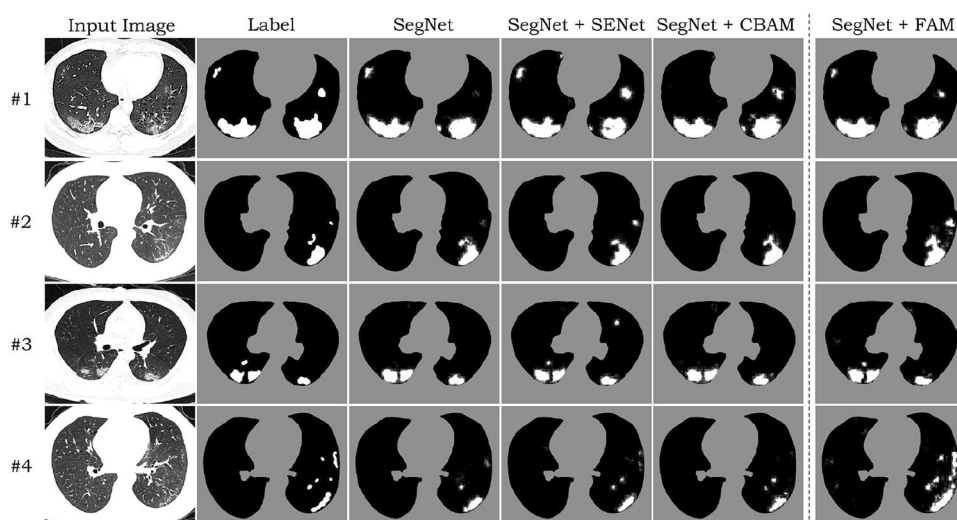 Input Image Label SegNet SegNet + SENet SegNet + CBAM SegNet + FAM
#1
#2
#3
#4